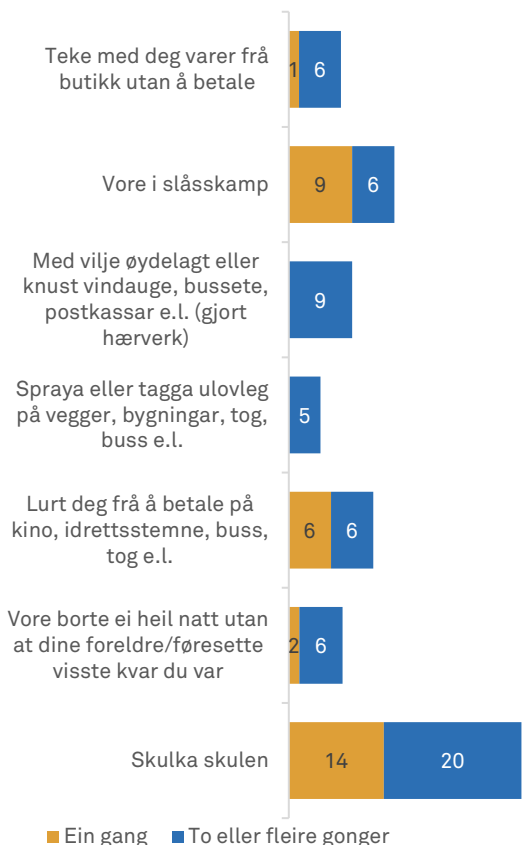 Teke med deg varer frå
butikk utan å betale
1 6
Vore i slåsskamp
9 6
Med vilje øydelagt eller
knust vindauge, bussete,
postkassar e.l. (gjort
hærverk)
9
Spraya eller tagga ulovleg
på vegger, bygningar, tog,
buss e.l.
5
Lurt deg frå å betale på
kino, idrettsstemne, buss,
tog e.l.
6 6
Vore borte ei heil natt utan
at dine foreldre/føresette
visste kvar du var
2 6
Skulka skulen
14 20
Ein gang To eller fleire gonger